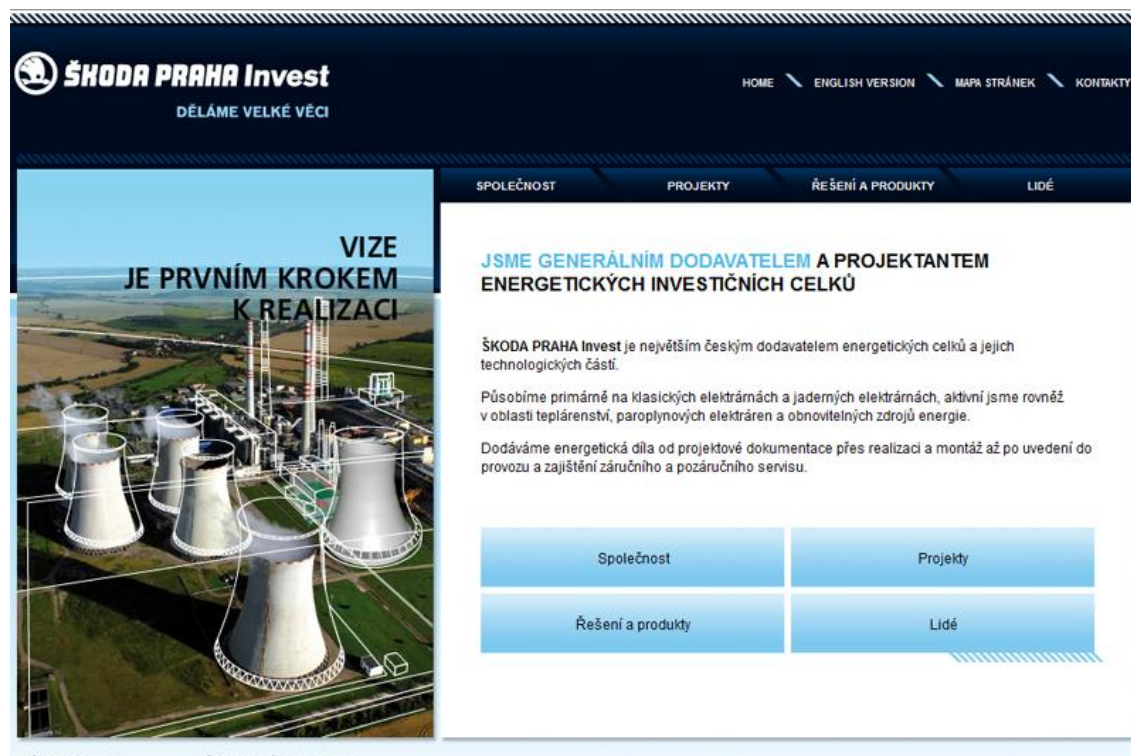 ŠKODA PRAHA Invest
DĚLÁME VELKÉ VĚCI
HOME
ENGLISH VERSION
MAPA STRÁNEK
KONTAKTY
SPOLEČNOST
PROJEKTY
ŘEŠENÍ A PRODUKTY
LIDÉ
VIZE
JE PRVNÍM KROKEM
K REALIZACI
JSME GENERÁLNÍM DODAVATELEM A PROJEKTANTEM
ENERGETICKÝCH INVESTIČNÍCH CELKŮ
ŠKODA PRAHA Invest je největším českým dodavatelem energetických celků a jejich
technologických částí.
Působíme primárně na klasických elektrárnách a jaderných elektrárnách, aktivní jsme rovněž
v oblasti teplárenství, paroplynových elektráren a obnovitelných zdrojů energie.
Dodáváme energetická díla od projektové dokumentace přes realizaci a montáž až po uvedení do
provozu a zajištění záručního a pozáručního servisu.
Společnost
Projekty
Řešení a produkty
Lidé